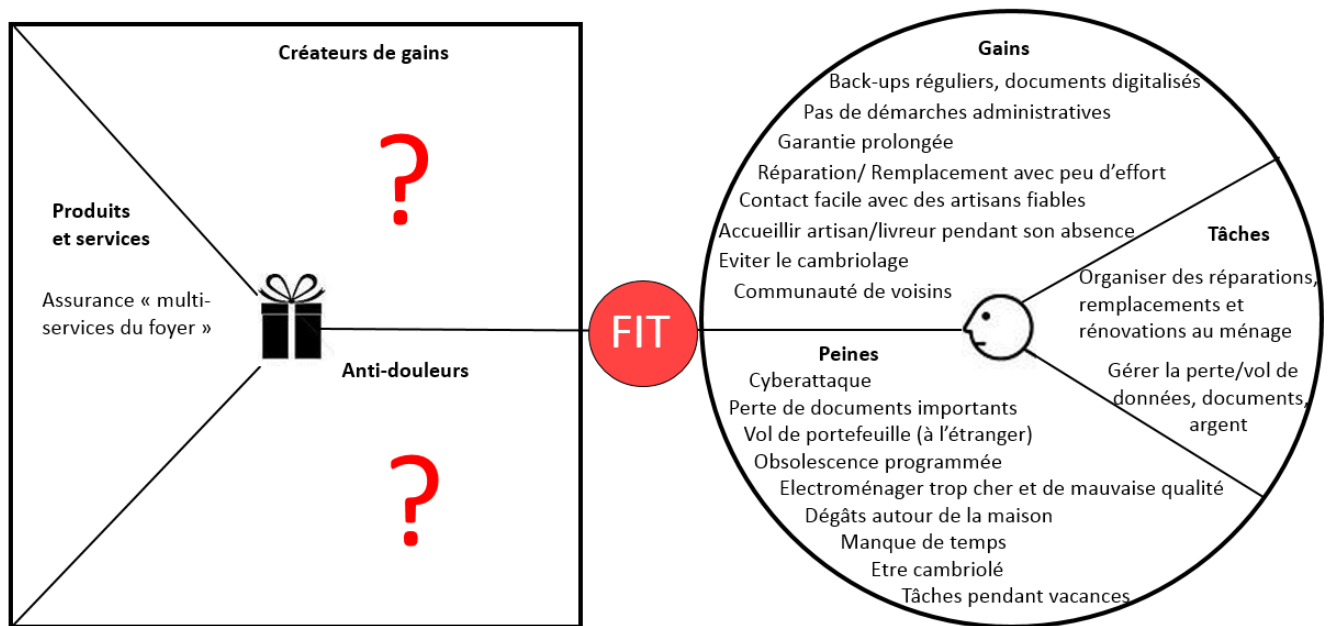 Créateurs de gains
?
Produits
et services
Assurance « multi-
services du foyer »
Anti-douleurs
?
FIT
Gains
Back-ups réguliers, documents digitalisés
Pas de démarches administratives
Garantie prolongée
Réparation/ Remplacement avec peu d'effort
Contact facile avec des artisans fiables
Accueillir artisan/livreur pendant son absence
Eviter le cambriolage
Communauté de voisins
Tâches
Organiser des réparations,
remplacements et
rénovations au ménage
Gérer la perte/vol de
données, documents,
argent
Peines
Cyberattaque
Perte de documents importants
Vol de portefeuille (à l'étranger)
Obsolescence programmée
Electroménager trop cher et de mauvaise qualité
Dégâts autour de la maison
Manque de temps
Etre cambriolé
Tâches pendant vacances